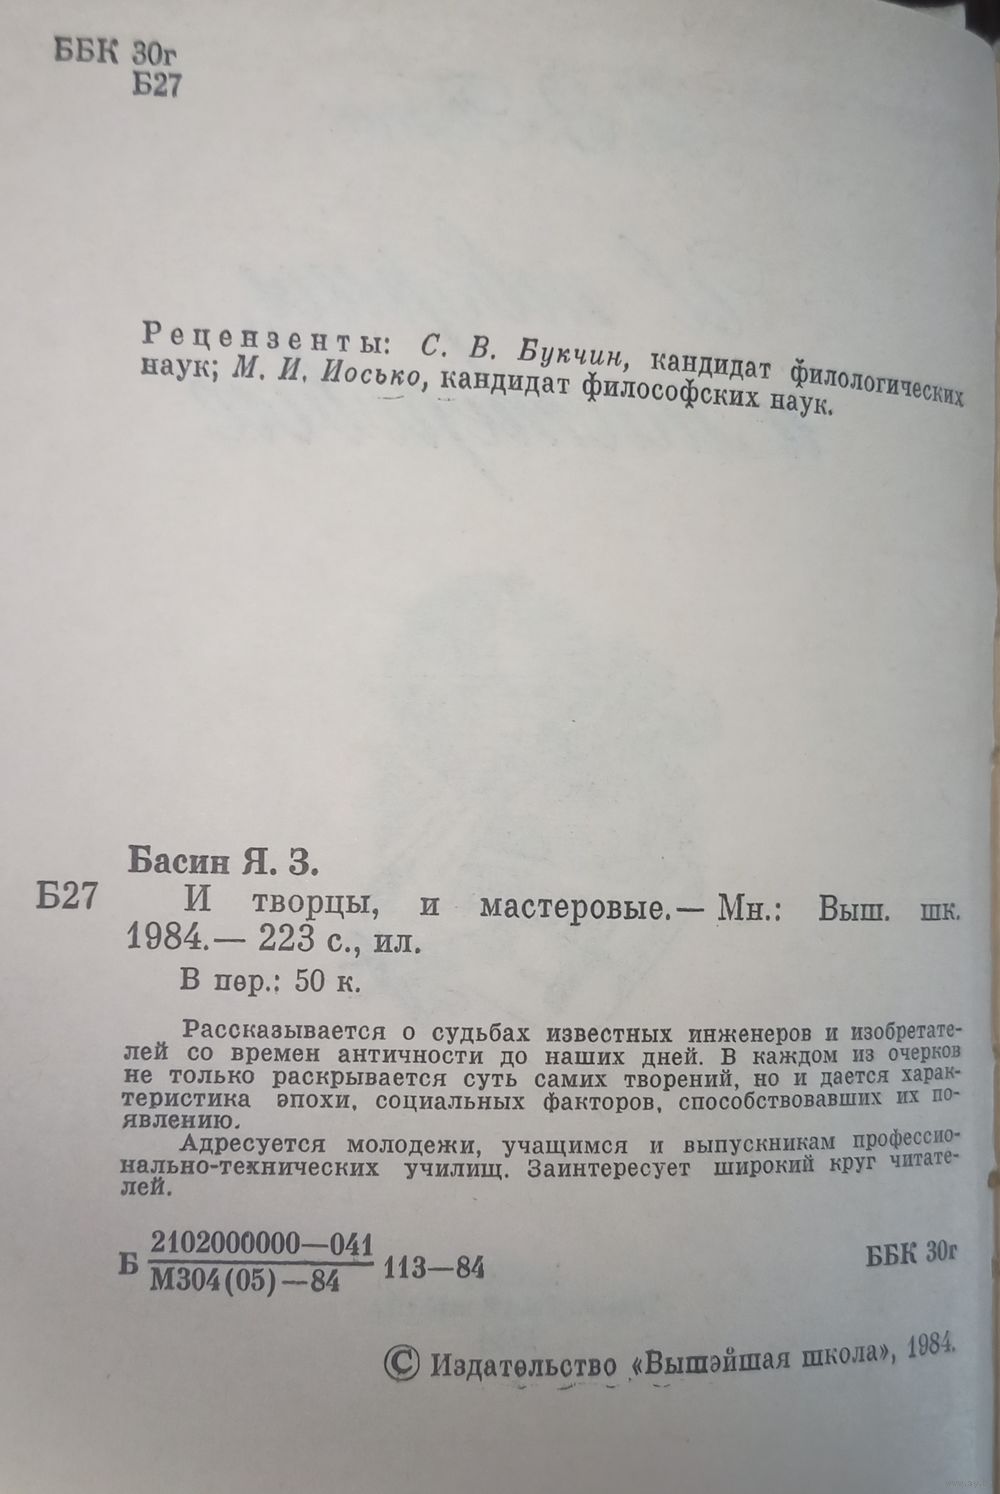 ББК 30г
Б27
Рецензенты: С. В. Букчин, кандидат филологических
наук; М. И. Иосько, кандидат философских наук.
Басин Я. З.
Б27 И творцы, и мастеровые.— Мн.: Выш. шк.
1984.— 223 с., ил.
В пер.: 50 к.
Рассказывается о судьбах известных инженеров и изобретате-
лей со времен античности до наших дней. В каждом из очерков
не только раскрывается суть самих творений, но и дается харак-
теристика эпохи, социальных факторов, способствовавших их по-
явлению.
Адресуется молодежи, учащимся и выпускникам профессио-
нально-технических училищ. Заинтересует широкий круг читате-
лей.
2102000000—041
Б 113—84 ББК 30г
М304(05)—84
© Издательство «Вышэйшая школа», 1984.